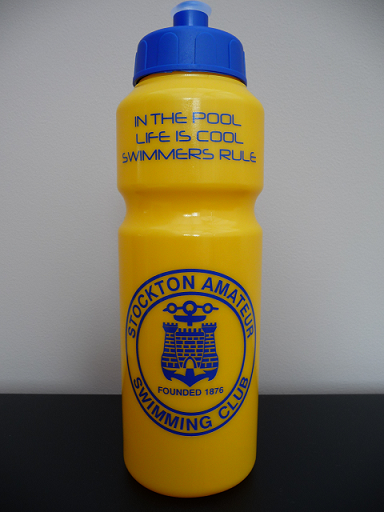 IN THE POOL
LIFE IS COOL
SWIMMERS RULE
STOCKTON AMATEUR
FOUNDED 1876
SWIMMING CLUB